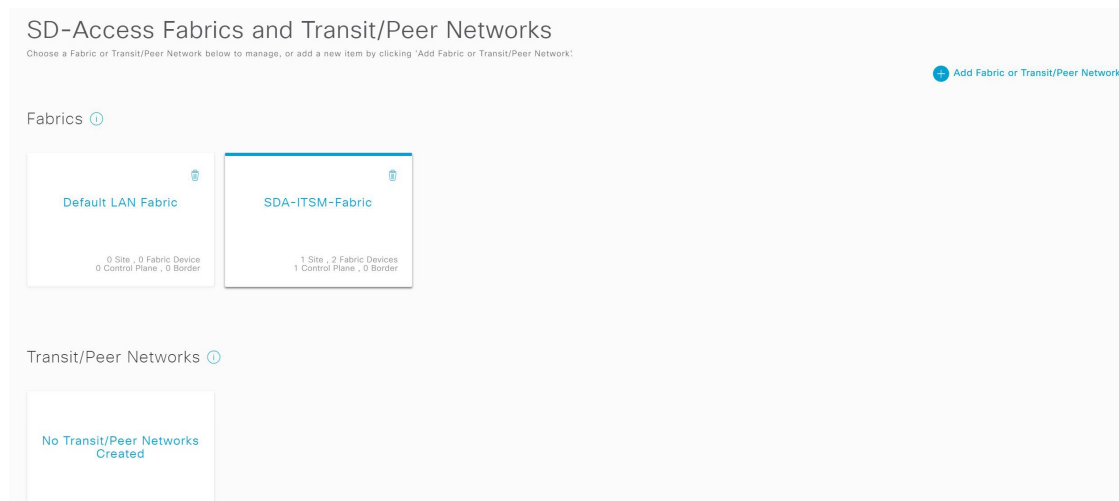 SD-Access Fabrics and Transit/Peer Networks
Choose a Fabric or Transit/Peer Network below to manage, or add a new item by clicking 'Add Fabric or Transit/Peer Network'.
Add Fabric or Transit/Peer Network
Fabrics
Default LAN Fabric
0 Site , 0 Fabric Device
0 Control Plane , 0 Border
SDA-ITSM-Fabric
1 Site , 2 Fabric Devices
1 Control Plane , 0 Border
Transit/Peer Networks
No Transit/Peer Networks
Created